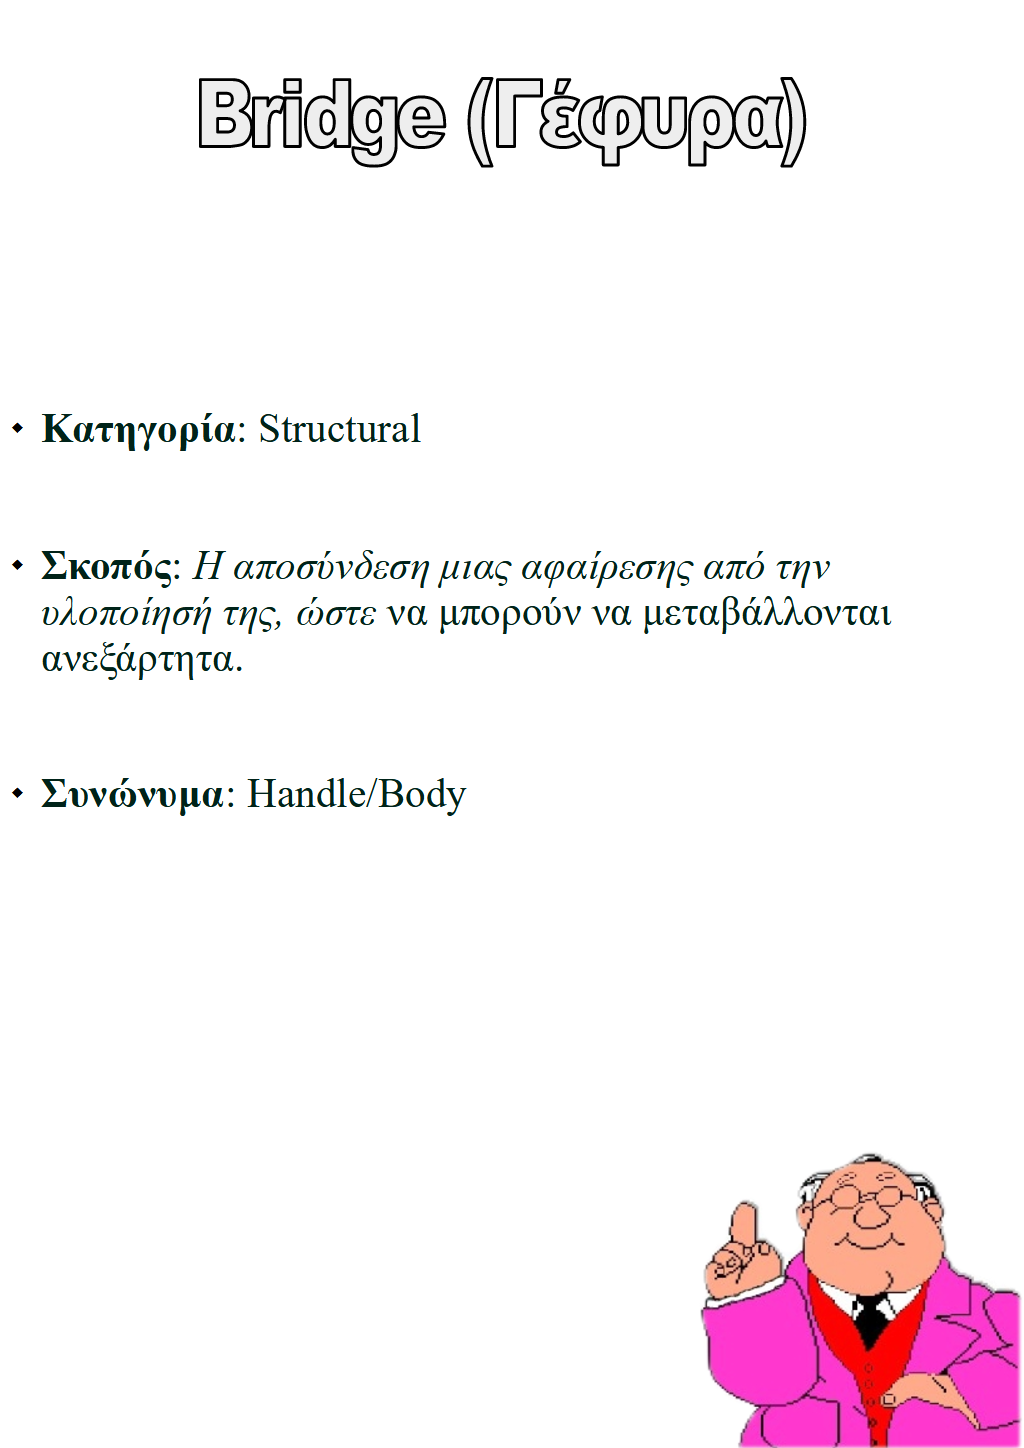 Bridge (Γέφυρα)
• Κατηγορία: Structural
• Σκοπός: Η αποσύνδεση μιας αφαίρεσης από την
υλοποίησή της, ώστε να μπορούν να μεταβάλλονται
ανεξάρτητα.
• Συνώνυμα: Handle/Body